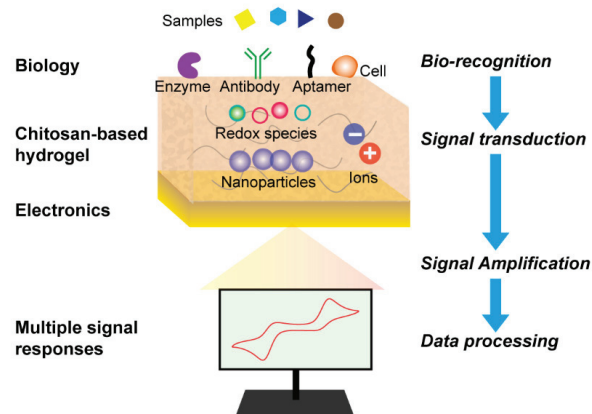 Samples
Biology
Enzyme
Antibody
Aptamer
Cell
Bio-recognition
Chitosan-based
hydrogel
Redox species
Nanoparticles
Ions
Signal transduction
Electronics
Signal Amplification
Multiple signal
responses
Data processing